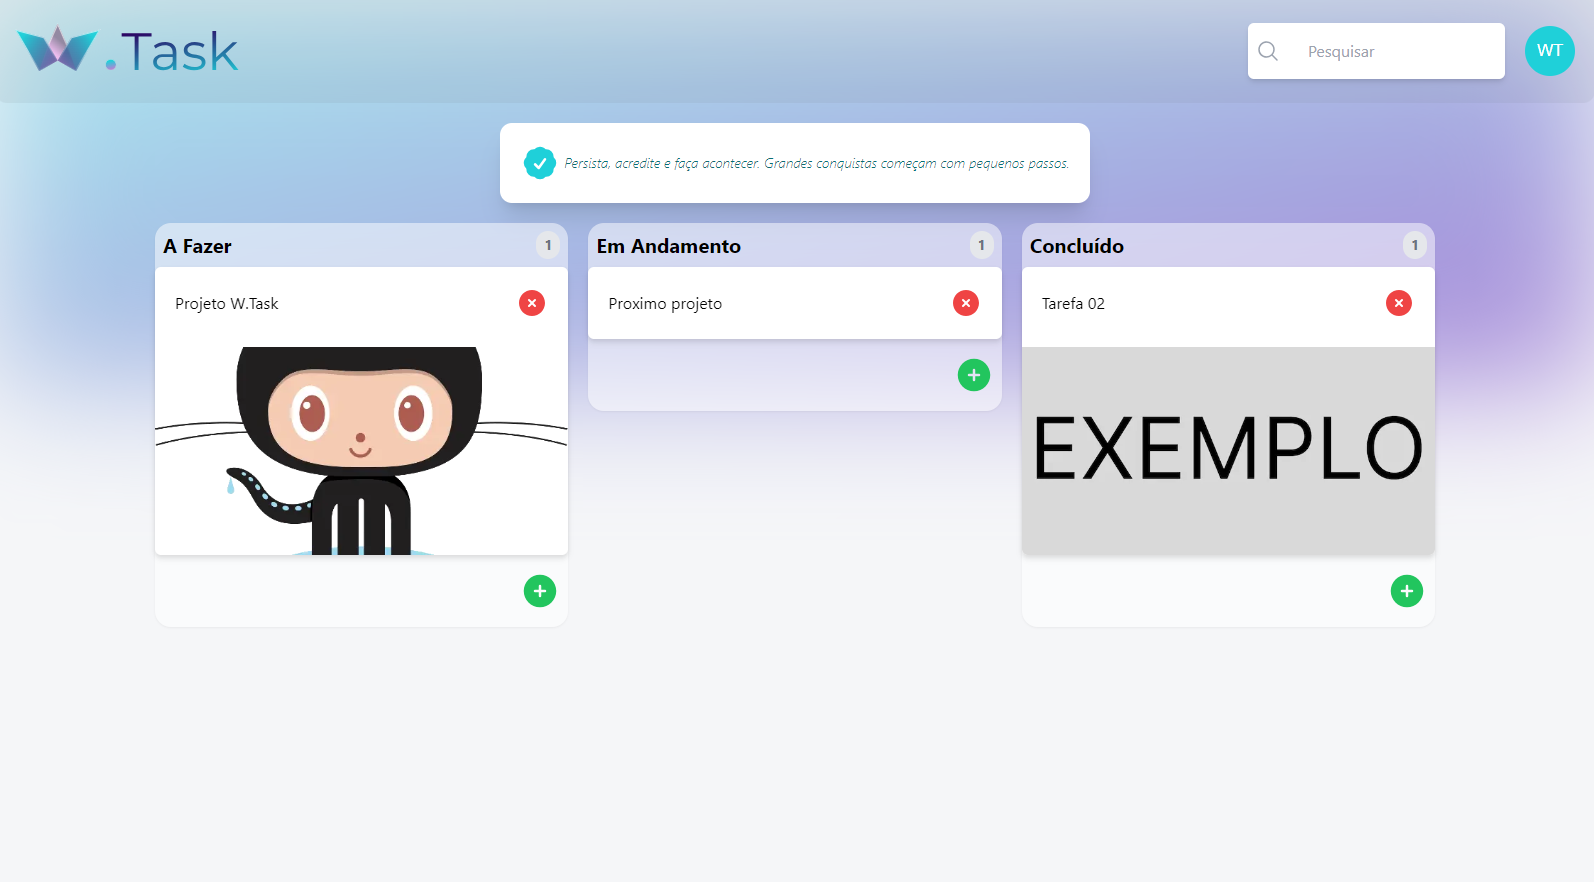 W.Task
Pesquisar
WT
Persista, acredite e faça acontecer. Grandes conquistas começam com pequenos passos.
A Fazer
1
Projeto W.Task
Em Andamento
1
Proximo projeto
Concluído
1
Tarefa 02
EXEMPLO